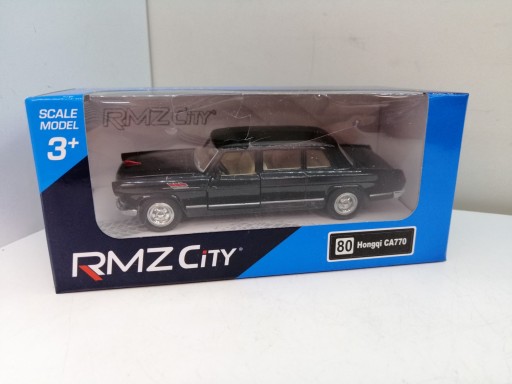 SCALE
MODEL
3+
RMZ CiTY
80 Hongqi CA770
RMZ CiTY®